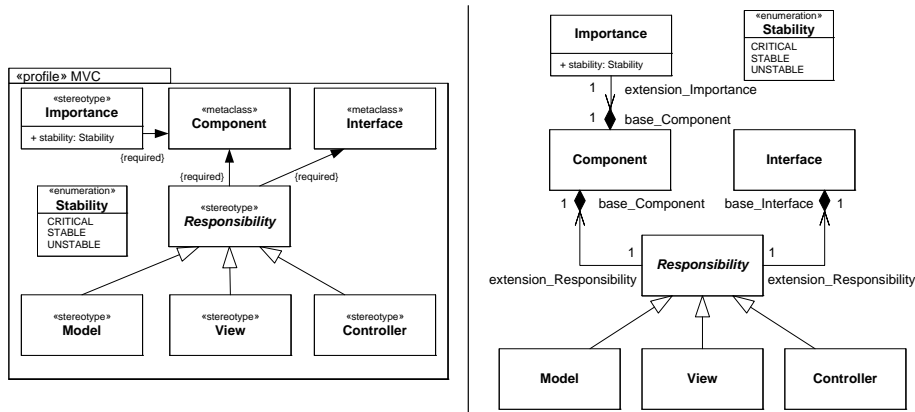 «profile» MVC
«stereotype»
Importance
+ stability: Stability
«metaclass»
Component
«metaclass»
Interface
{required}
{required}
{required}
«enumeration»
Stability
CRITICAL
STABLE
UNSTABLE
«stereotype»
Responsibility
«stereotype»
Model
«stereotype»
View
«stereotype»
Controller
Importance
+ stability: Stability
«enumeration»
Stability
CRITICAL
STABLE
UNSTABLE
1
extension_Importance
1
base_Component
Component
Interface
1
base_Component
base_Interface
1
1
Responsibility
1
extension_Responsibility
extension_Responsibility
Model
View
Controller